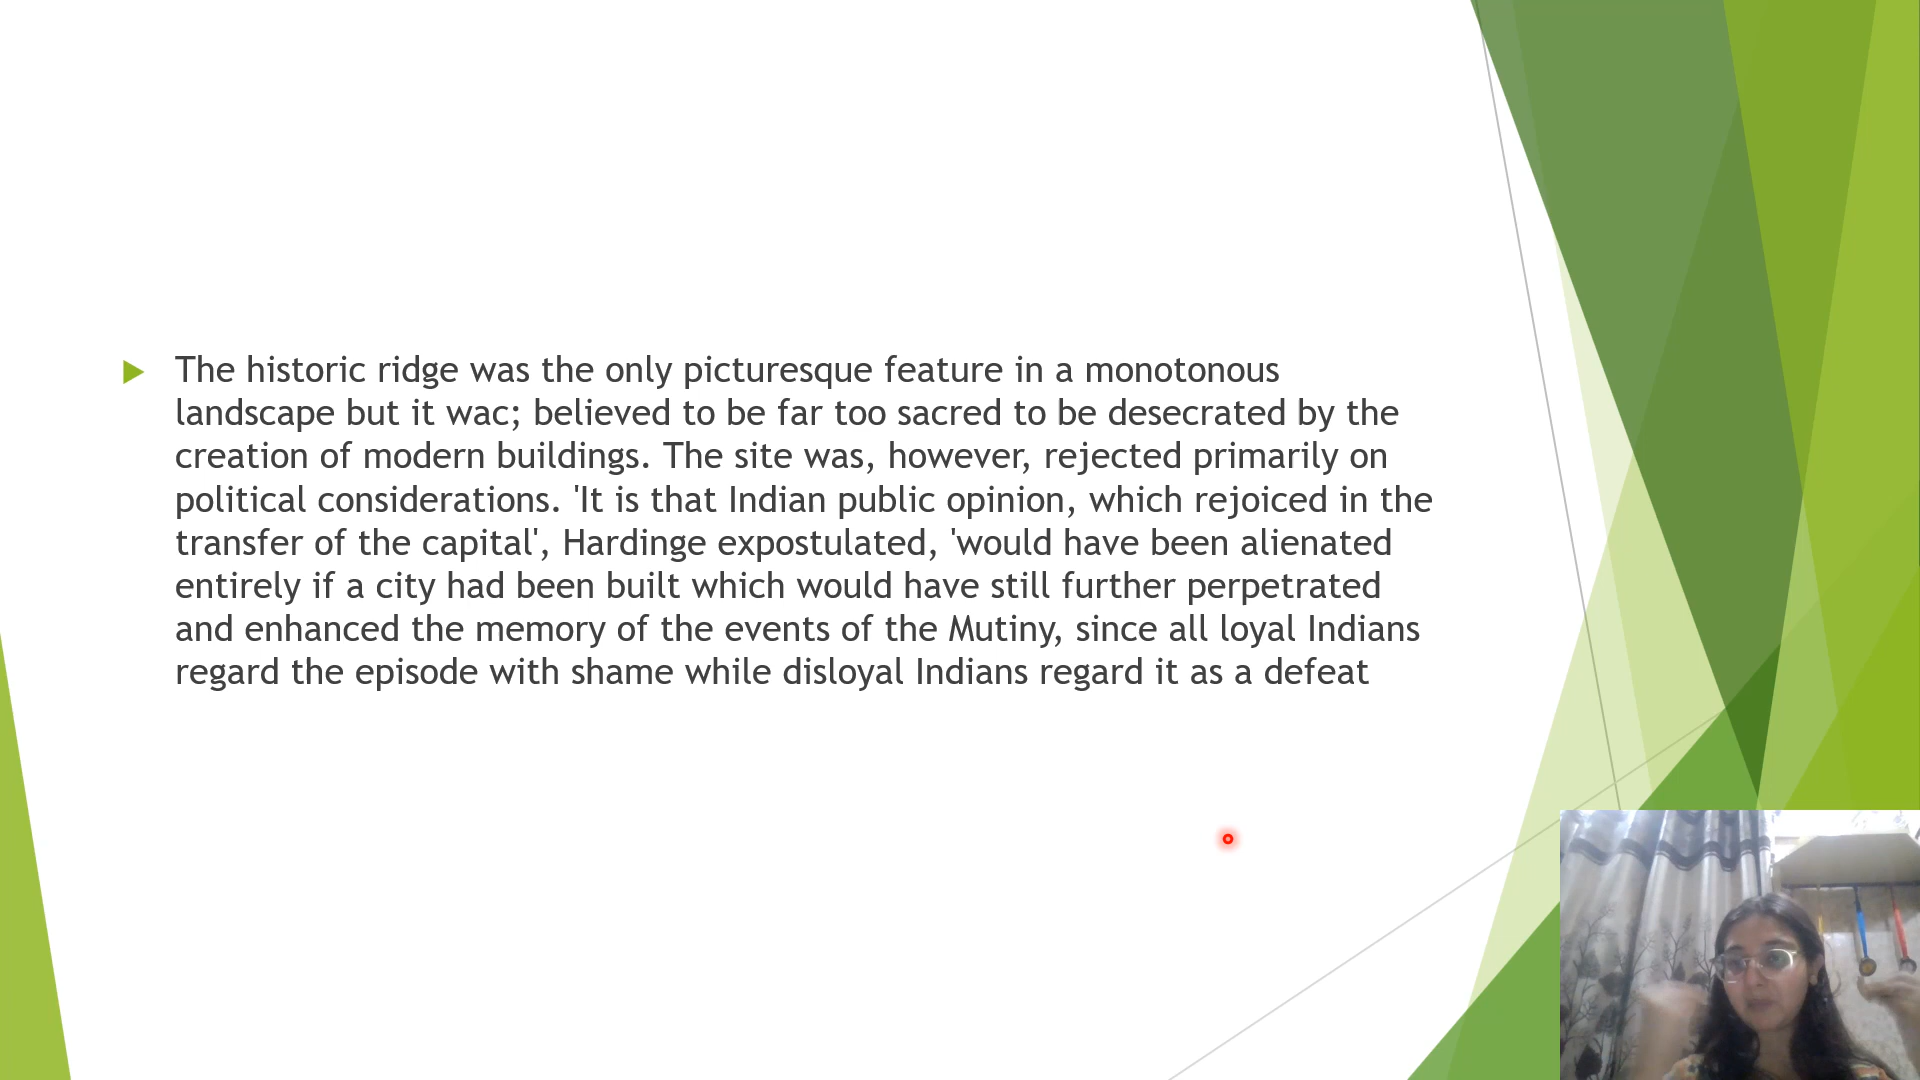 The historic ridge was the only picturesque feature in a monotonous
landscape but it wac; believed to be far too sacred to be desecrated by the
creation of modern buildings. The site was, however, rejected primarily on
political considerations. 'It is that Indian public opinion, which rejoiced in the
transfer of the capital', Hardinge expostulated, 'would have been alienated
entirely if a city had been built which would have still further perpetrated
and enhanced the memory of the events of the Mutiny, since all loyal Indians
regard the episode with shame while disloyal Indians regard it as a defeat